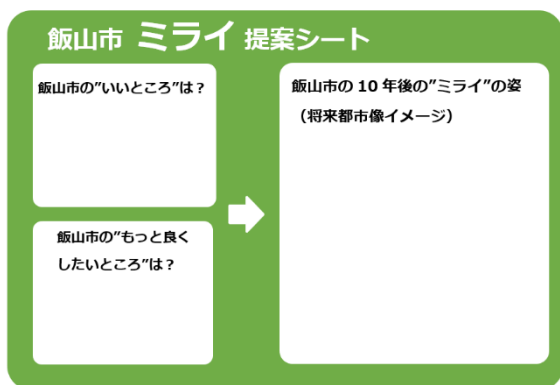 飯山市 ミライ 提案シート
飯山市の”いいところ”は？
飯山市の”もっと良く
したいところ”は？
飯山市の 10 年後の”ミライ”の姿
（将来都市像イメージ）